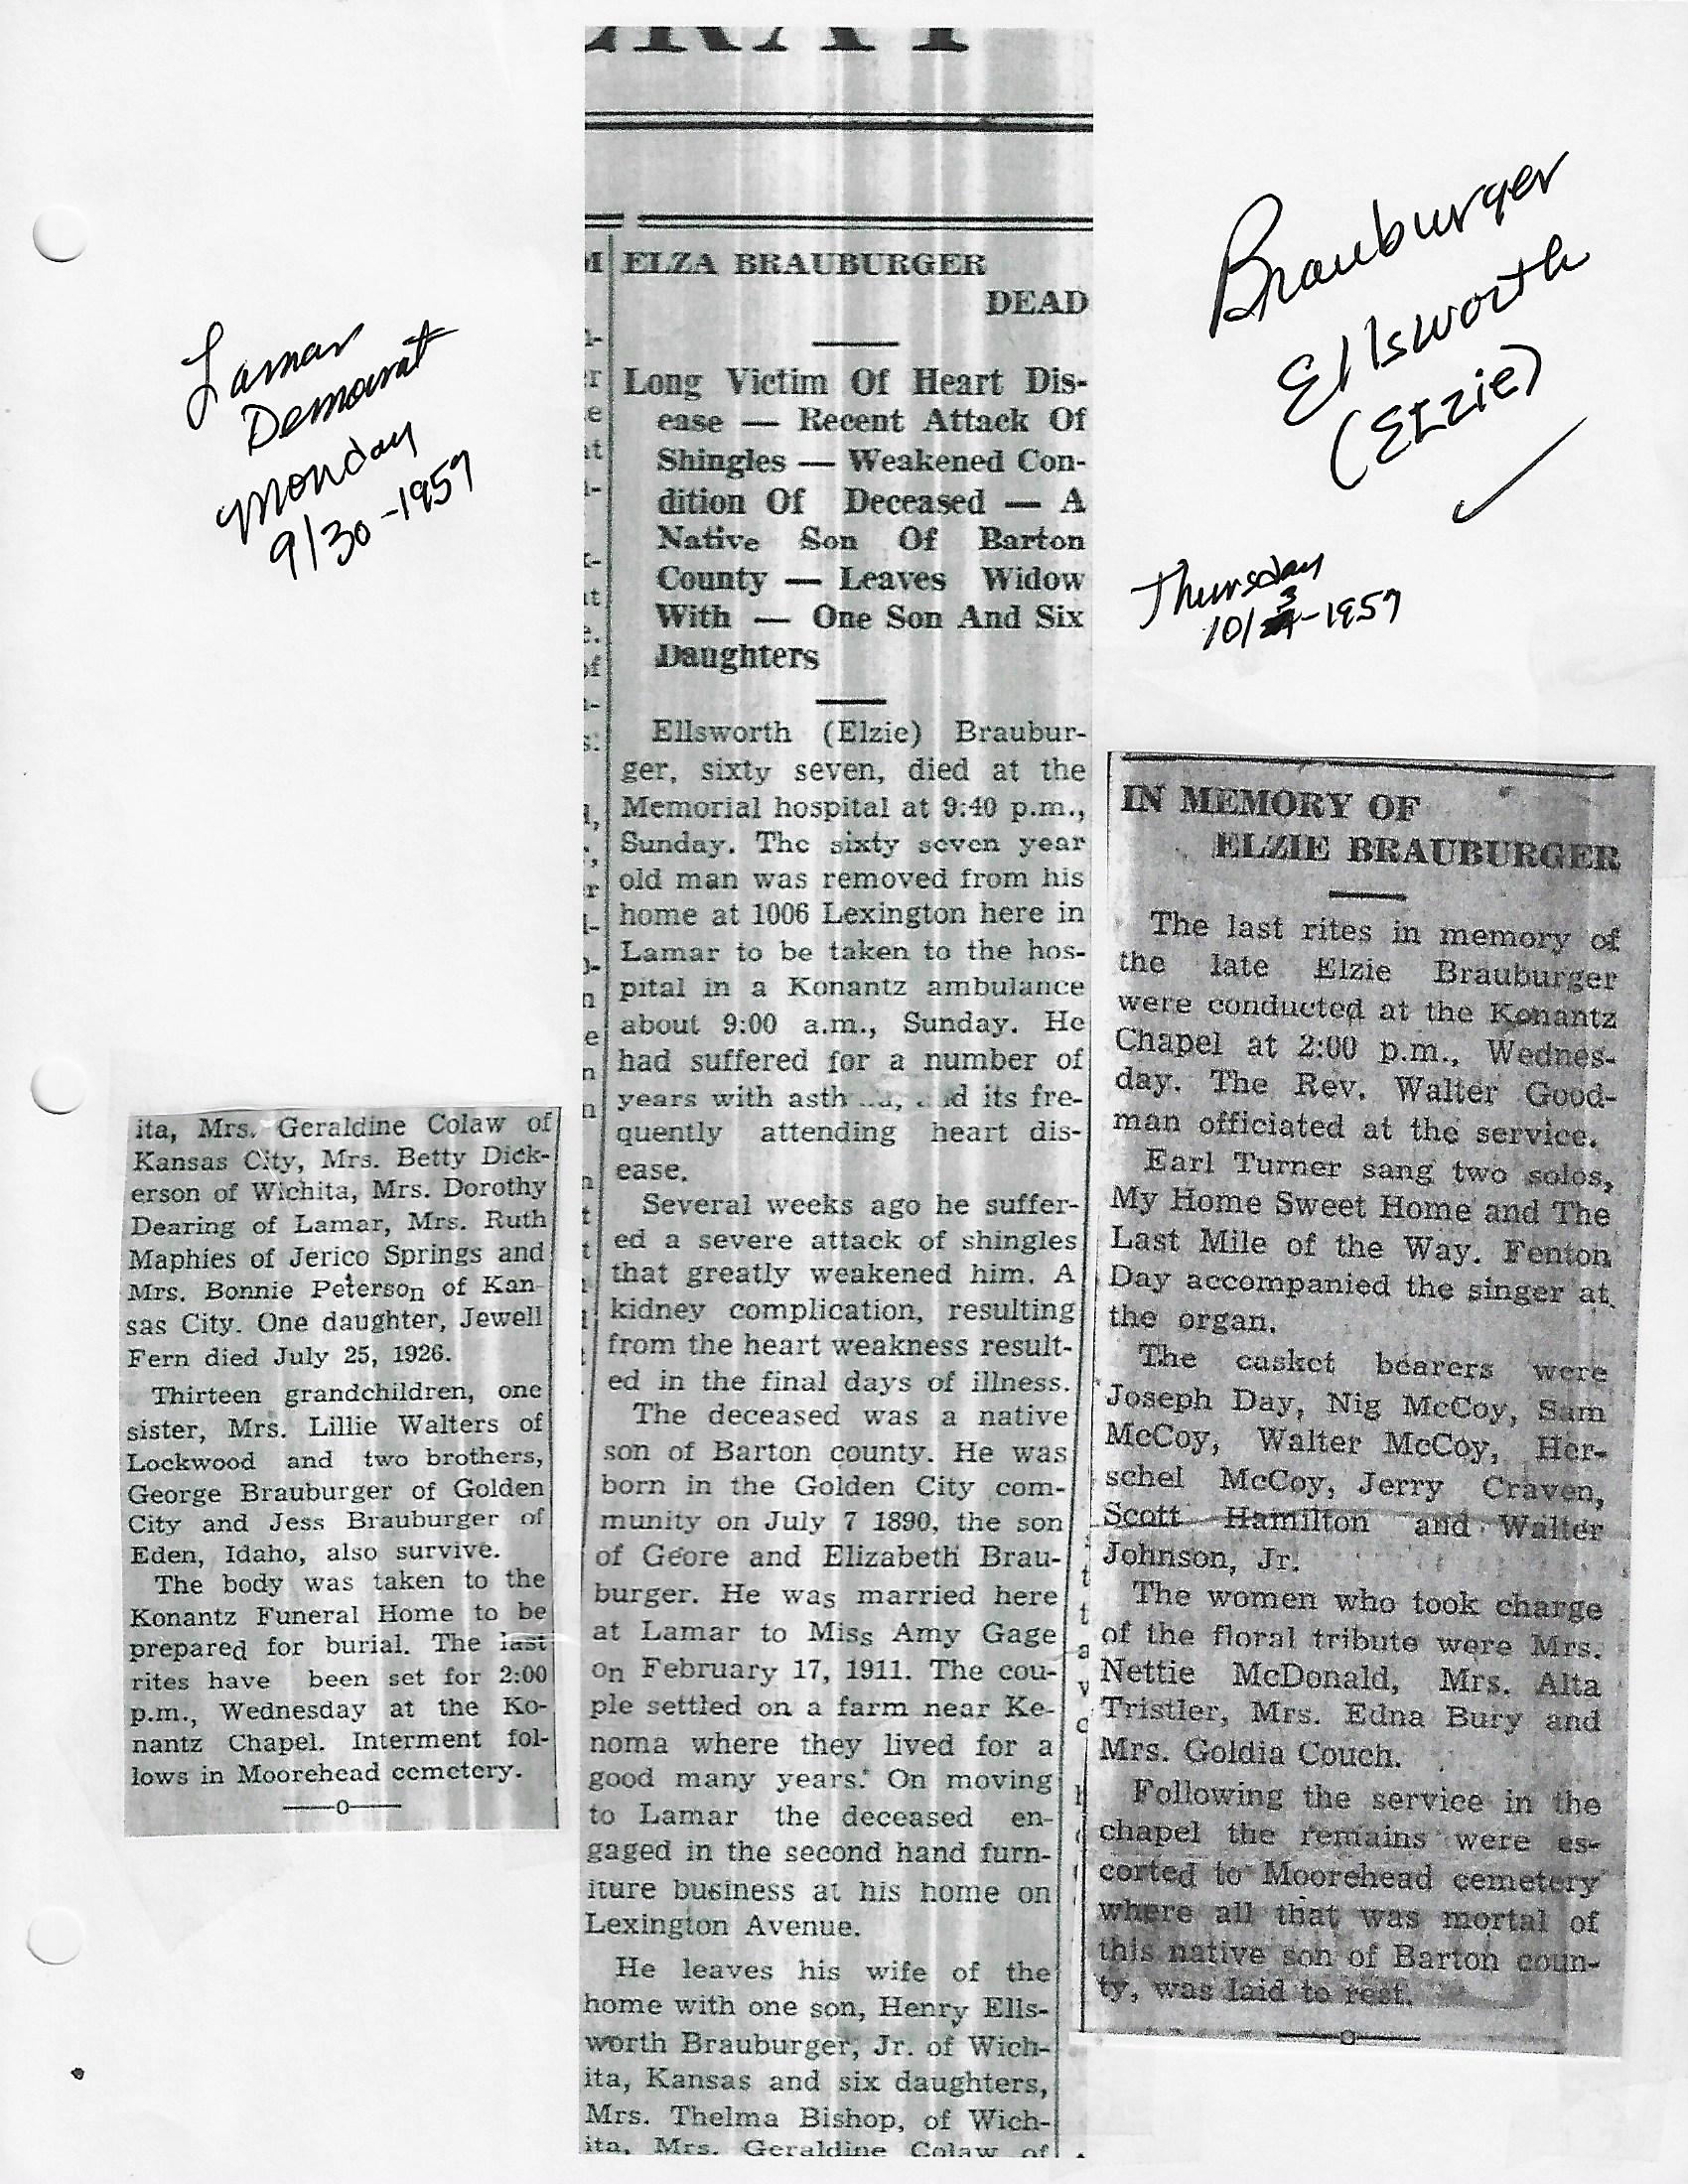 Lamar
Democrat
Monday
9/30-1957
Brauburger
Ellsworth
(Elzie)
Thursday
10/3-1957
ELZA BRAUBURGER
DEAD
Long Victim Of Heart Dis-
ease — Recent Attack Of
Shingles — Weakened Con-
dition Of Deceased — A
Native Son Of Barton
County — Leaves Widow
With — One Son And Six
Daughters
Ellsworth (Elzie) Braubur-
ger, sixty seven, died at the
Memorial hospital at 9:40 p.m.,
Sunday. The sixty seven year
old man was removed from his
home at 1006 Lexington here in
Lamar to be taken to the hos-
pital in a Konantz ambulance
about 9:00 a.m., Sunday. He
had suffered for a number of
years with its fre-
quently attending heart dis-
ease.
Several weeks ago he suffer-
ed a severe attack of shingles
that greatly weakened him. A
kidney complication, resulting
from the heart weakness result-
ed in the final days of illness.
The deceased was a native
son of Barton county. He was
born in the Golden City com-
munity on July 7 1890, the son
of Geore and Elizabeth Brau-
burger. He was married here
at Lamar to Miss Amy Gage
on February 17, 1911. The cou-
ple settled on a farm near Ke-
noma where they lived for a
good many years. On moving
to Lamar the deceased en-
gaged in the second hand furn-
iture business at his home on
Lexington Avenue.
He leaves his wife of the
home with one son, Henry Ells-
worth Brauburger, Jr. of Wich-
ita, Kansas and six daughters,
Mrs. Thelma Bishop, of Wich-
ita, Mrs. Geraldine Colaw of
ita, Mrs. Geraldine Colaw of
Kansas City, Mrs. Betty Dick-
erson of Wichita, Mrs. Dorothy
Dearing of Lamar, Mrs. Ruth
Maphies of Jerico Springs and
Mrs. Bonnie Peterson of Kan-
sas City. One daughter, Jewell
Fern died July 25, 1926.
Thirteen grandchildren, one
sister, Mrs. Lillie Walters of
Lockwood and two brothers,
George Brauburger of Golden
City and Jess Brauburger of
Eden, Idaho, also survive.
The body was taken to the
Konantz Funeral Home to be
prepared for burial. The last
rites have been set for 2:00
p.m., Wednesday at the Ko-
nantz Chapel. Interment fol-
lows in Moorehead cemetery.
IN MEMORY OF
ELZIE BRAUBURGER
The last rites in memory of
the late Elzie Brauburger
were conducted at the Konantz
Chapel at 2:00 p.m., Wednes-
day. The Rev. Walter Good-
man officiated at the service.
Earl Turner sang two solos,
My Home Sweet Home and The
Last Mile of the Way. Fenton
Day accompanied the singer at
the organ.
The casket bearers were
Joseph Day, Nig McCoy, Sam
McCoy, Walter McCoy, Her-
schel McCoy, Jerry Craven,
Scott Hamilton and Walter
Johnson, Jr.
The women who took charge
of the floral tribute were Mrs.
Nettie McDonald, Mrs. Alta
Tristler, Mrs. Edna Bury and
Mrs. Goldia Couch.
Following the service in the
chapel the remains were es-
corted to Moorehead cemetery
where all that was mortal of
this native son of Barton coun-
ty, was laid to rest.